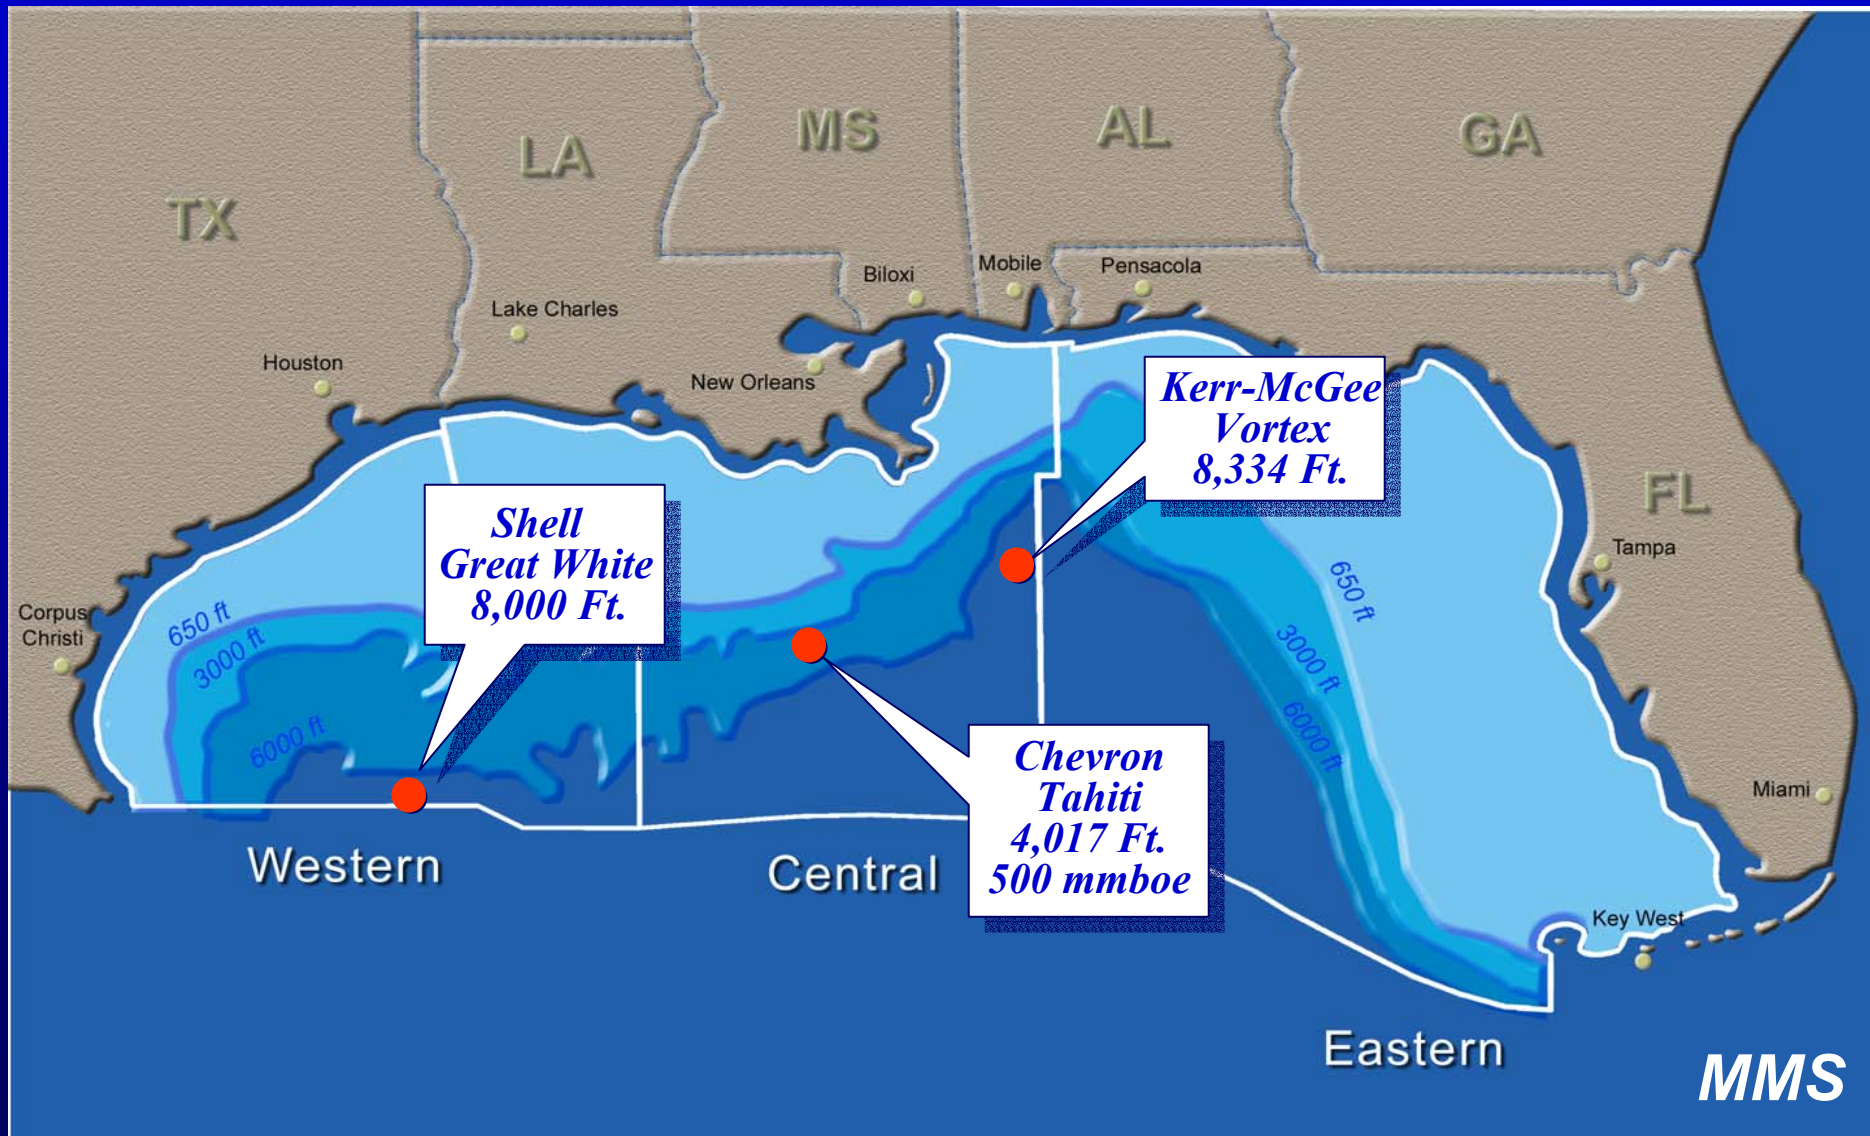 TX
LA
MS
AL
GA
FL
Biloxi
Mobile
Pensacola
Lake Charles
Houston
New Orleans
Kerr-McGee
Vortex
8,334 Ft.
Shell
Great White
8,000 Ft.
Tampa
Corpus
Christi
650 ft
3000 ft
6000 ft
650 ft
3000 ft
6000 ft
Chevron
Tahiti
4,017 Ft.
500 mmboe
Miami
Western
Central
Key West
Eastern
MMS